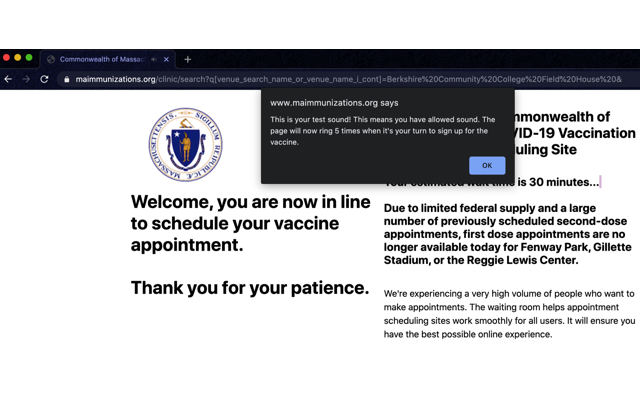 Commonwealth of Massac
maimmunizations.org/clinic/search?q[venue_search_name_or_venue_name_i_cont]=Berkshire%20Community%20College%20Field%20House%20&
www.maimmunizations.org says
This is your test sound! This means you have allowed sound. The
page will now ring 5 times when it's your turn to sign up for the
vaccine.
OK
Welcome, you are now in line
to schedule your vaccine
appointment.
Thank you for your patience.
mmonwealth of
VID-19 Vaccination
uling Site
Your estimated wait time is 30 minutes...
Due to limited federal supply and a large
number of previously scheduled second-dose
appointments, first dose appointments are no
longer available today for Fenway Park, Gillette
Stadium, or the Reggie Lewis Center.
We're experiencing a very high volume of people who want to
make appointments. The waiting room helps appointment
scheduling sites work smoothly for all users. It will ensure you
have the best possible online experience.